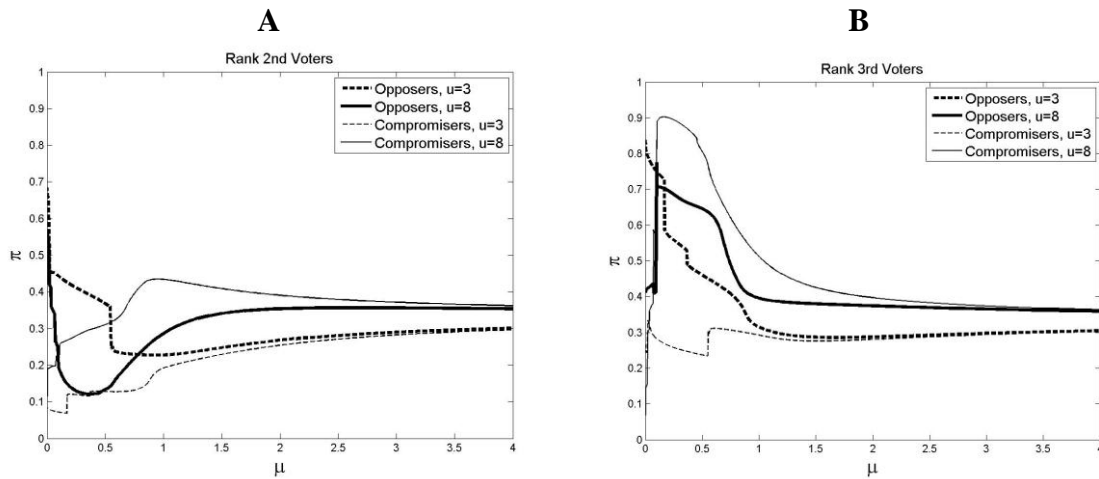 A
Rank 2nd Voters
1
0.9
0.8
0.7
0.6
0.5
0.4
0.3
0.2
0.1
0
π
Opposers, u=3
Opposers, u=8
Compromisers, u=3
Compromisers, u=8
0 0.5 1 1.5 2 2.5 3 3.5 4
μ
B
Rank 3rd Voters
1
0.9
0.8
0.7
0.6
0.5
0.4
0.3
0.2
0.1
0
π
Opposers, u=3
Opposers, u=8
Compromisers, u=3
Compromisers, u=8
0 0.5 1 1.5 2 2.5 3 3.5 4
μ